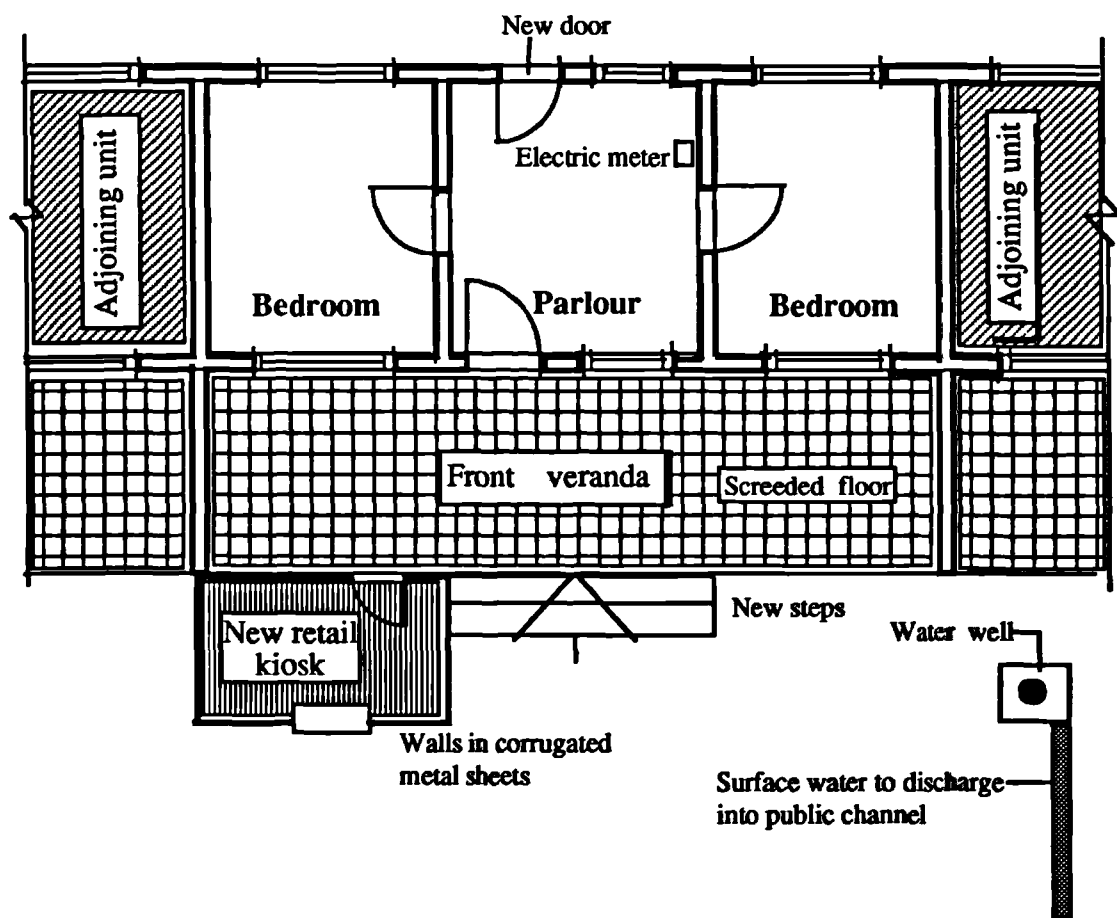 New door
Electric meter
Adjoining unit
Adjoining unit
Bedroom
Parlour
Bedroom
Front veranda
Screeded floor
New steps
New retail
kiosk
Water well
Walls in corrugated
metal sheets
Surface water to discharge
into public channel